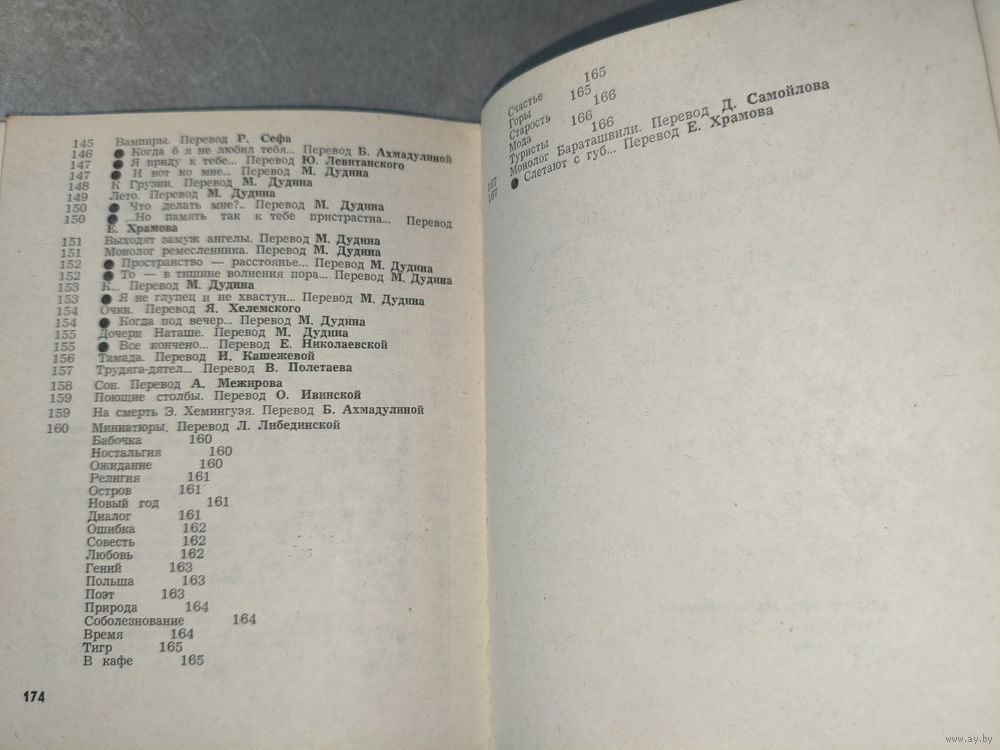 145 Вампиры. Перевод Р. Сефа
146 ● Когда б я не любил тебя... Перевод Б. Ахмадулиной
147 ● Я приду к тебе... Перевод Ю. Левитанского
147 ● И вот ко мне... Перевод М. Дудина
148 К Грузии. Перевод М. Дудина
149 Лето. Перевод М. Дудина
150 ● Что делать мне?.. Перевод М. Дудина
150 ● ...Но память так к тебе пристрастна... Перевод
Е. Храмова
151 Выходят замуж ангелы. Перевод М. Дудина
151 Монолог ремесленника. Перевод М. Дудина
152 ● Пространство — расстоянье... Перевод М. Дудина
152 ● То — в тишине волнения пора... Перевод М. Дудина
153 К... Перевод М. Дудина
153 ● Я не глупец и не хвастун... Перевод М. Дудина
154 Очки. Перевод Я. Хелемского
154 ● Когда под вечер... Перевод М. Дудина
155 Дочери Наташе. Перевод М. Дудина
155 ● Все кончено... Перевод Е. Николаевской
156 Тамада. Перевод И. Кашежевой
157 Трудяга-дятел... Перевод В. Полетаева
158 Сон. Перевод А. Межирова
159 Поющие столбы. Перевод О. Ивинской
159 На смерть Э. Хемингуэя. Перевод Б. Ахмадулиной
160 Миниатюры. Перевод Л. Либединской
Бабочка 160
Ностальгия 160
Ожидание 160
Религия 161
Остров 161
Новый год 161
Диалог 161
Ошибка 162
Совесть 162
Любовь 162
Гений 163
Польша 163
Поэт 163
Природа 164
Соболезнование 164
Время 164
Тигр 165
В кафе 165
174
Счастье 165
Горы 165
Старость 166
Мода 166
Туристы 166
167 Монолог Бараташвили. Перевод Д. Самойлова
167 ● Слетают с губ... Перевод Е. Храмова
www.ay.by